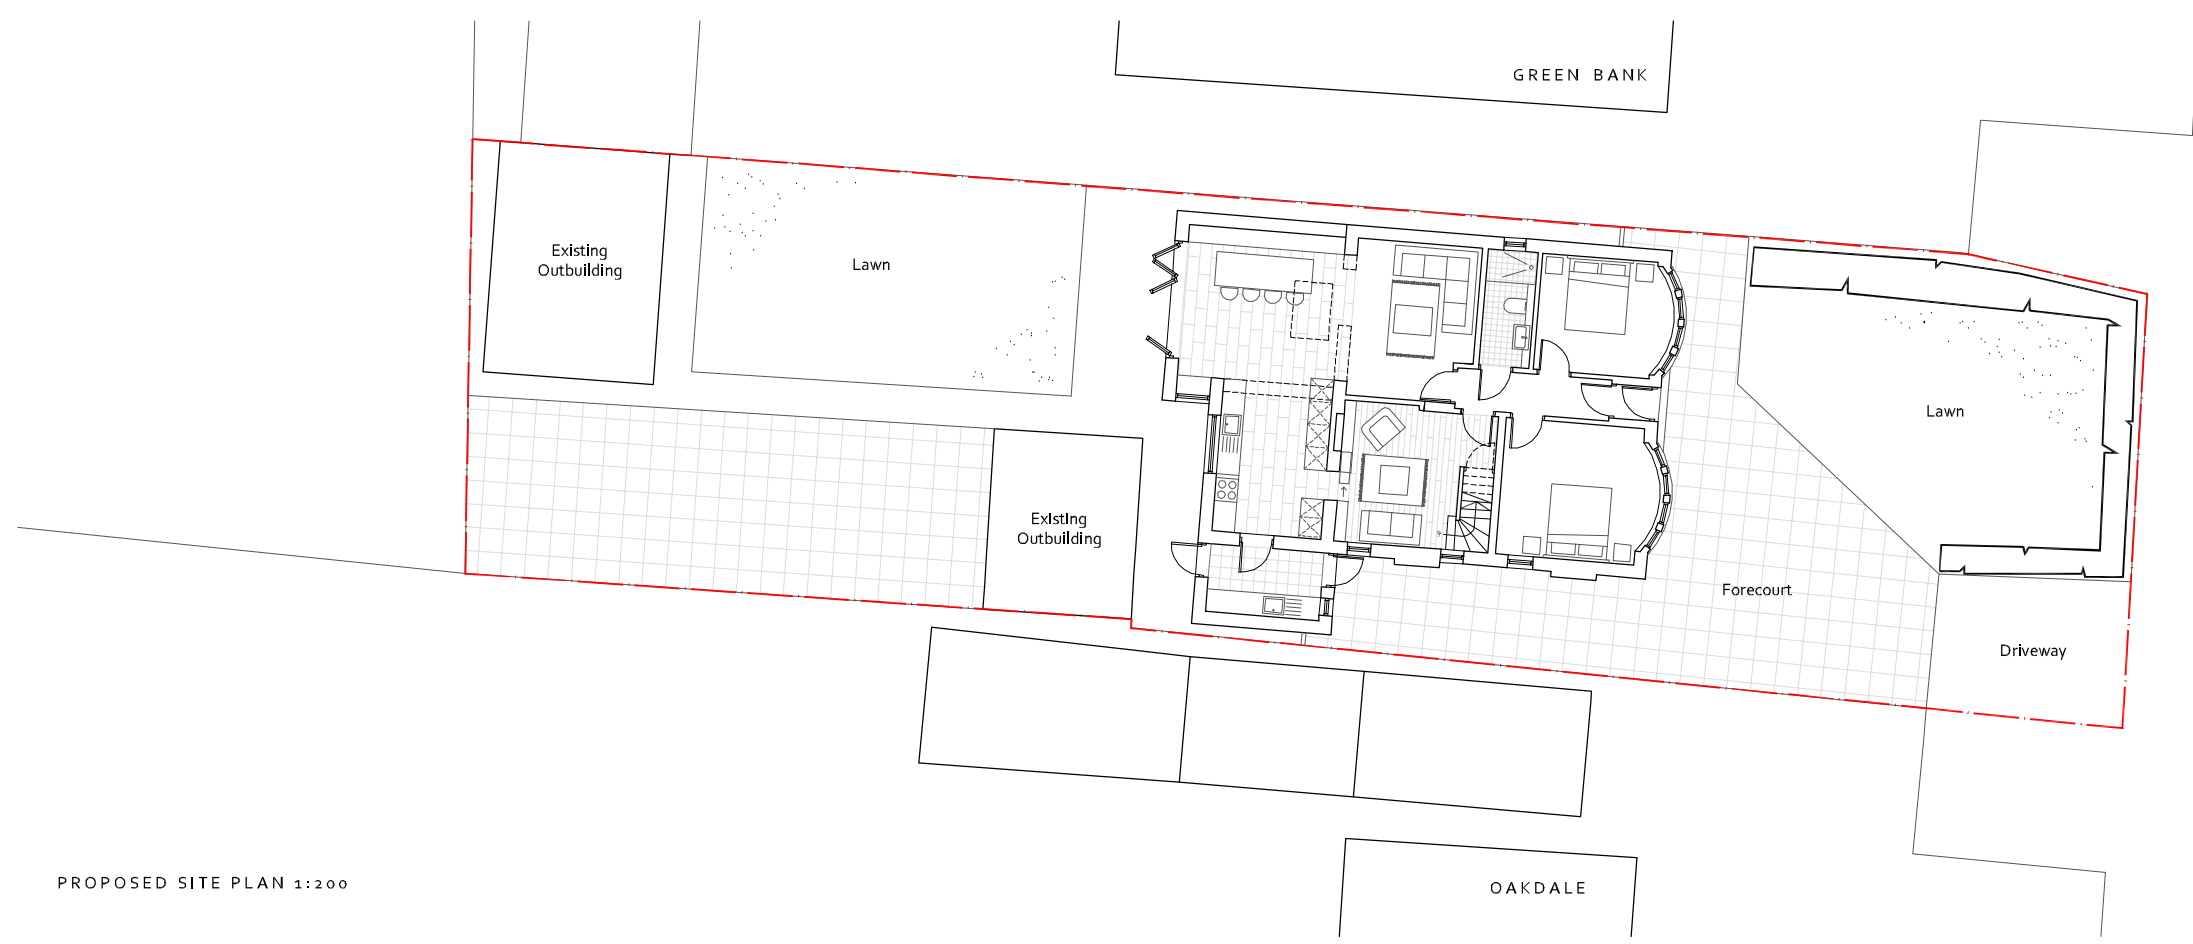 GREEN BANK
Existing
Outbuilding
Lawn
Lawn
Existing
Outbuilding
Forecourt
Driveway
PROPOSED SITE PLAN 1:200
OAKDALE